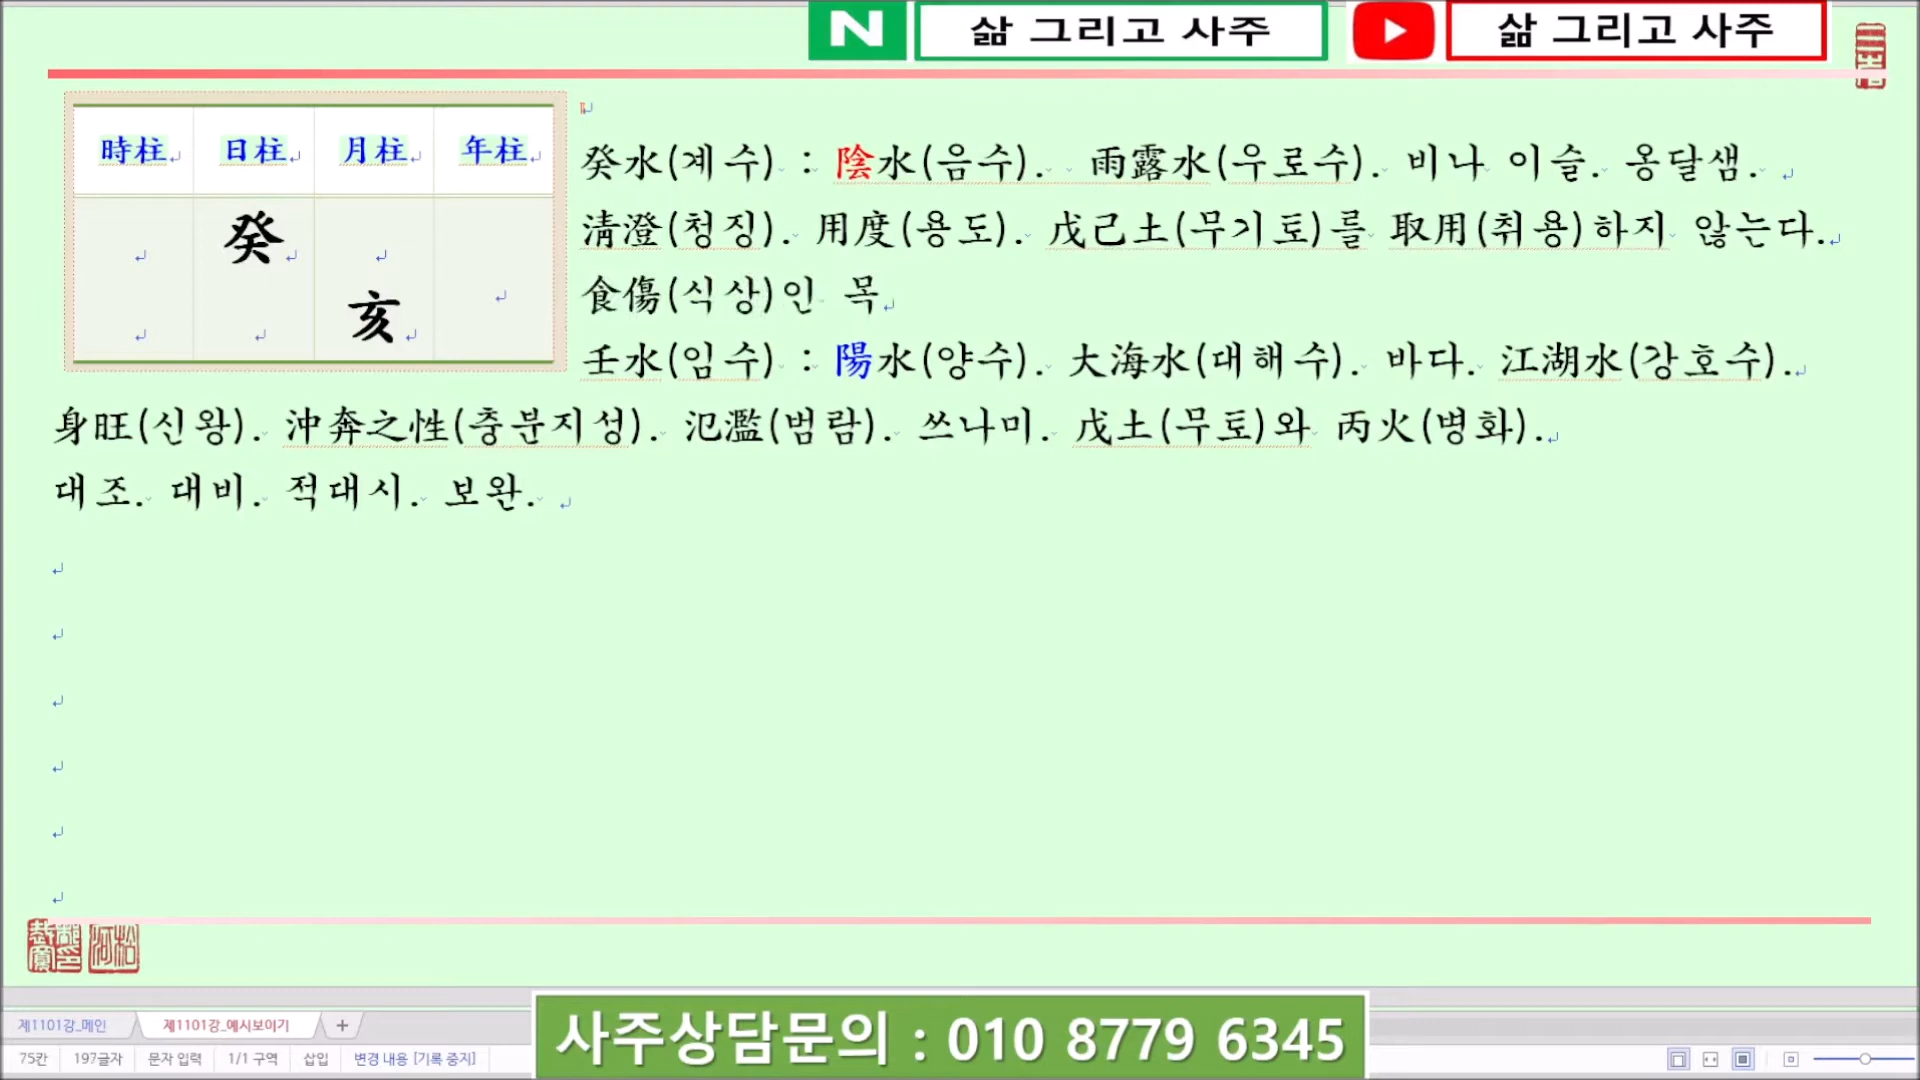 N 삶 그리고 사주 삶 그리고 사주
時柱 日柱 月柱 年柱
癸
亥
癸水(계수) : 陰水(음수). 雨露水(우로수). 비나 이슬. 옹달샘.
淸澄(청징). 用度(용도). 戊己土(무기토)를 取用(취용)하지 않는다.
食傷(식상)인 목
壬水(임수) : 陽水(양수). 大海水(대해수). 바다. 江湖水(강호수).
身旺(신왕). 沖奔之性(충분지성). 氾濫(범람). 쓰나미. 戊土(무토)와 丙火(병화).
대조. 대비. 적대시. 보완.
제1101강_메인 제1101강_예시보이기 +
75칸 197글자 문자 입력 1/1 구역 삽입 변경 내용 [기록 중지]
사주상담문의 : 010 8779 6345